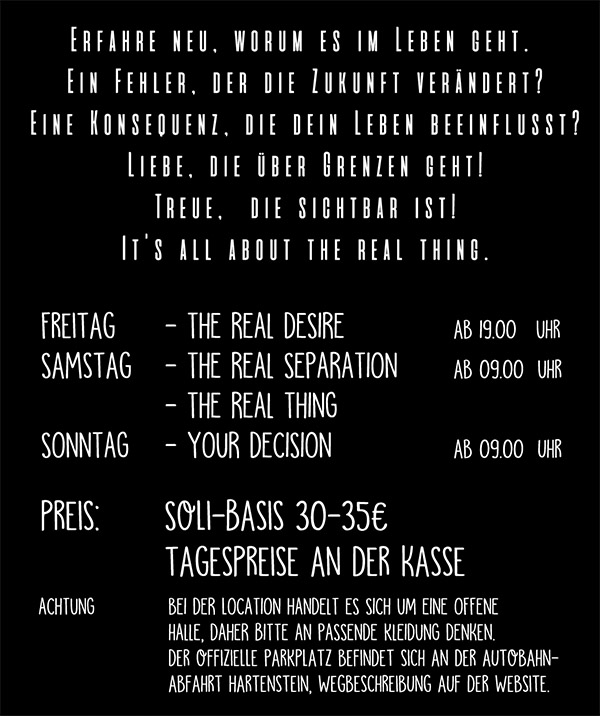 Erfahre neu, worum es im Leben geht.
Ein Fehler, der die Zukunft verändert?
Eine Konsequenz, die dein Leben beeinflusst?
Liebe, die über Grenzen geht!
Treue, die sichtbar ist!
It's all about the real thing.
FREITAG - THE REAL DESIRE AB 19.00 UHR
SAMSTAG - THE REAL SEPARATION AB 09.00 UHR
- THE REAL THING
SONNTAG - YOUR DECISION AB 09.00 UHR
PREIS: SOLI-BASIS 30-35€
TAGESPREISE AN DER KASSE
ACHTUNG BEI DER LOCATION HANDELT ES SICH UM EINE OFFENE
HALLE, DAHER BITTE AN PASSENDE KLEIDUNG DENKEN.
DER OFFIZIELLE PARKPLATZ BEFINDET SICH AN DER AUTOBAHN-
ABFAHRT HARTENSTEIN, WEGBESCHREIBUNG AUF DER WEBSITE.